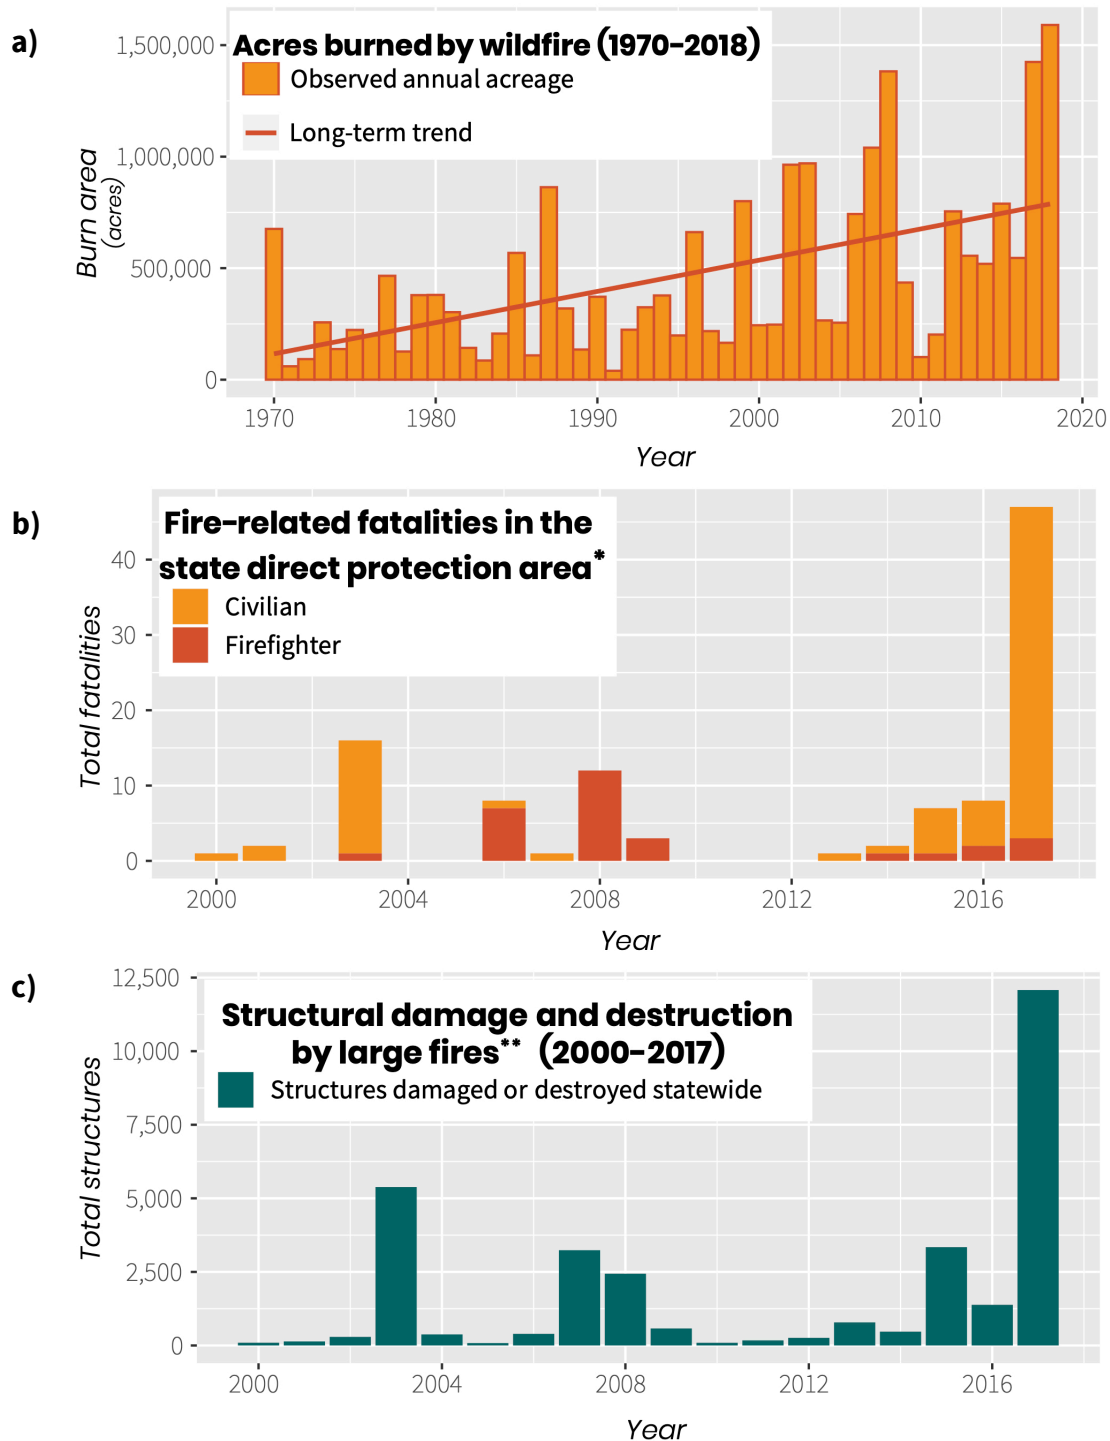 a)
Acres burned by wildfire (1970-2018)
Observed annual acreage
Long-term trend
Burn area
(acres)
1,500,000
1,000,000
500,000
0
1970 1980 1990 2000 2010 2020
Year
b)
Fire-related fatalities in the
state direct protection area*
Civilian
Firefighter
Total fatalities
40
30
20
10
0
2000 2004 2008 2012 2016
Year
c)
Structural damage and destruction
by large fires** (2000-2017)
Structures damaged or destroyed statewide
Total structures
12,500
10,000
7,500
5,000
2,500
0
2000 2004 2008 2012 2016
Year